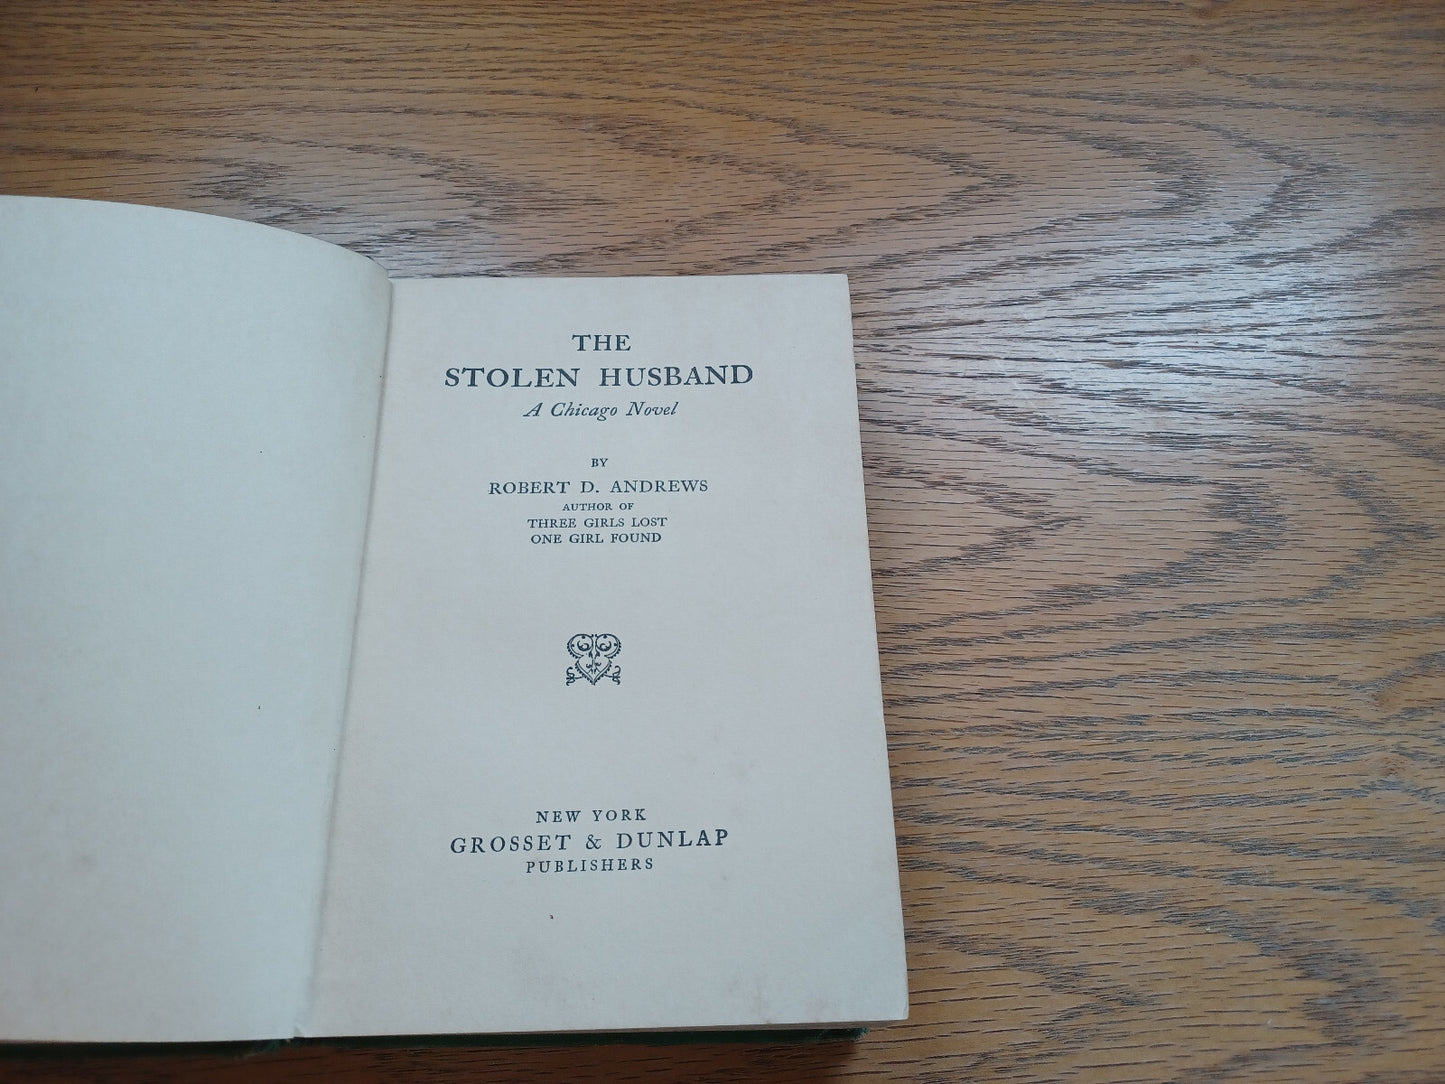 THE
STOLEN HUSBAND
A Chicago Novel
BY
ROBERT D. ANDREWS
AUTHOR OF
THREE GIRLS LOST
ONE GIRL FOUND
NEW YORK
GROSSET & DUNLAP
PUBLISHERS